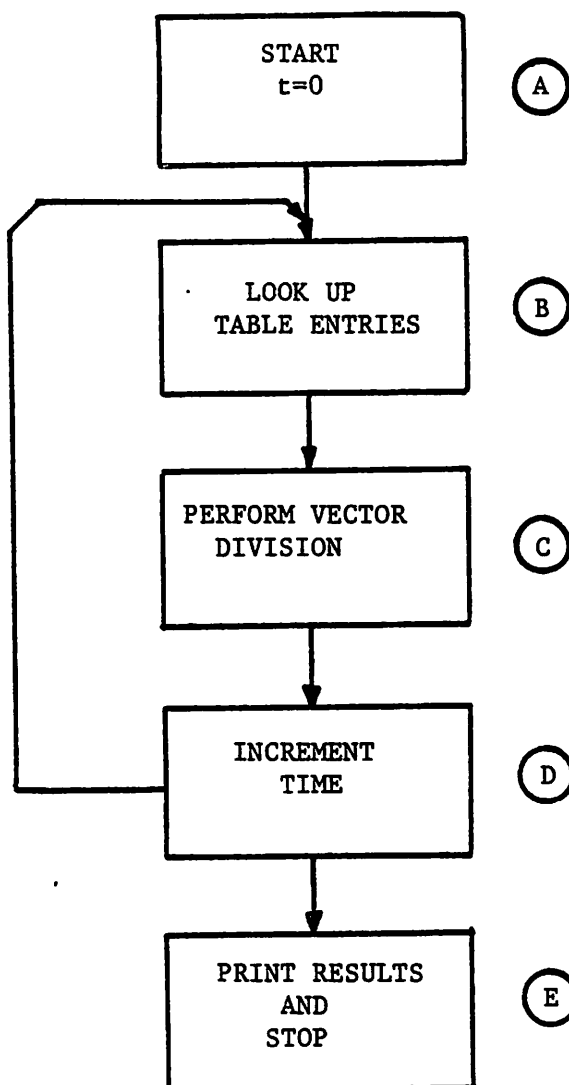 START
t=0
A
LOOK UP
TABLE ENTRIES
B
PERFORM VECTOR
DIVISION
C
INCREMENT
TIME
D
PRINT RESULTS
AND
STOP
E